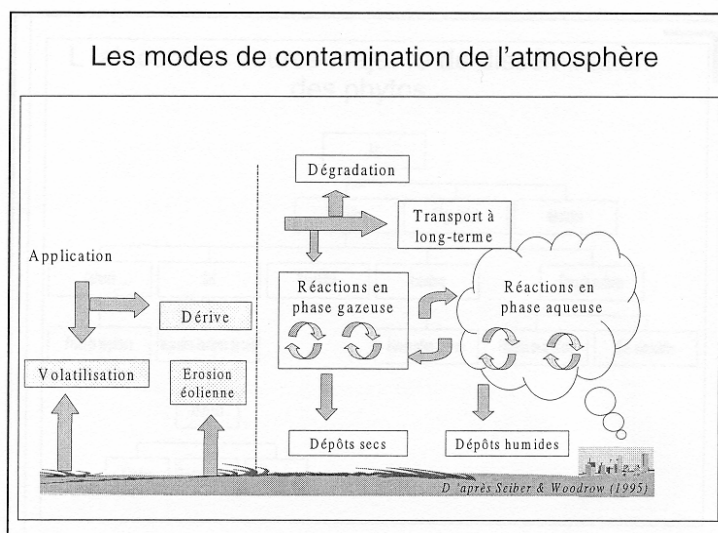 Les modes de contamination de l'atmosphère
Dégradation
Transport à
long-terme
Application
Dérive
Réactions en
phase gazeuse
Réactions en
phase aqueuse
Volatilisation
Erosion
éolienne
Dépôts secs
Dépôts humides
D 'après Seiber & Woodrow (1995)